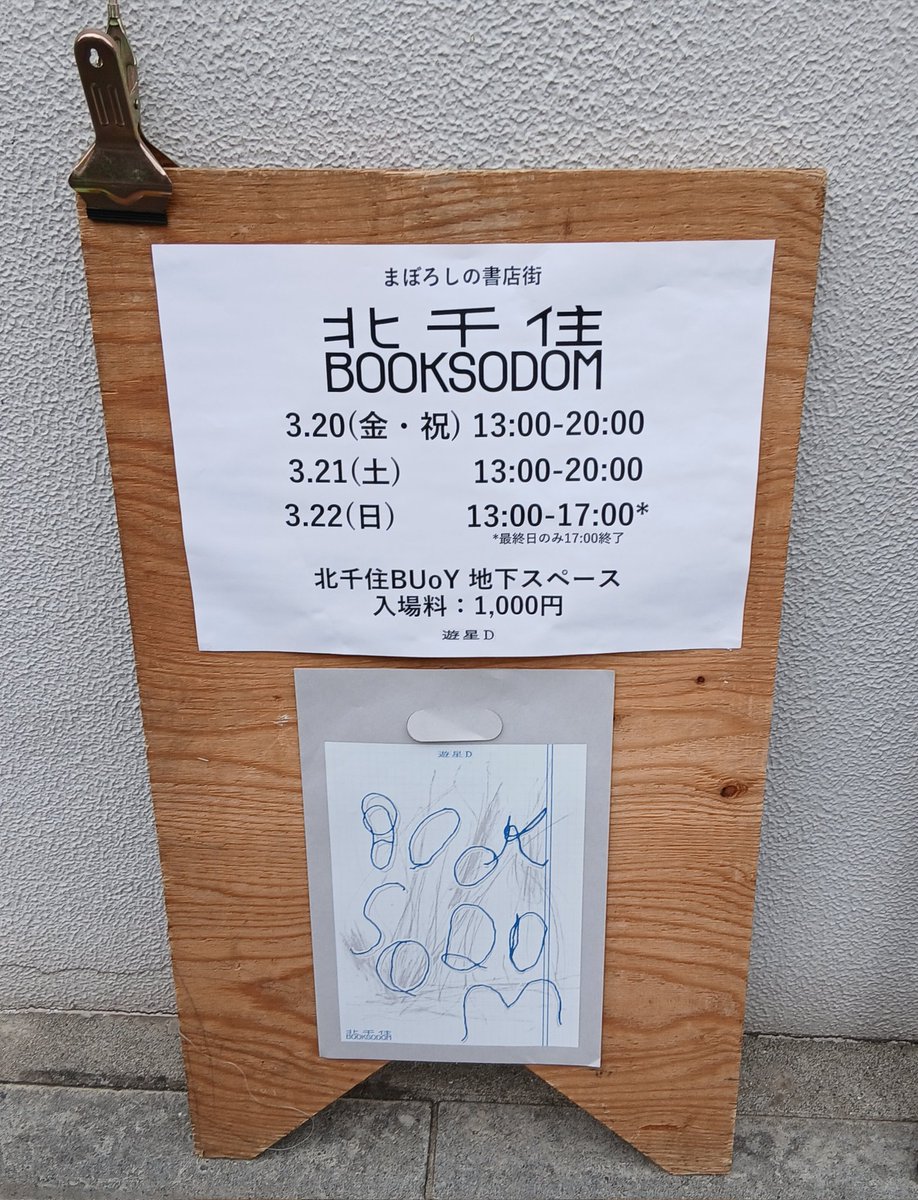 まぼろしの書店街
北千住
BOOKSODOM
3.20(金・祝) 13:00-20:00
3.21(土) 13:00-20:00
3.22(日) 13:00-17:00*
*最終日のみ17:00終了
北千住BUoY 地下スペース
入場料：1,000円
遊星D
遊星D
BOOK
SODO
M
北千住
BOOKSODOM